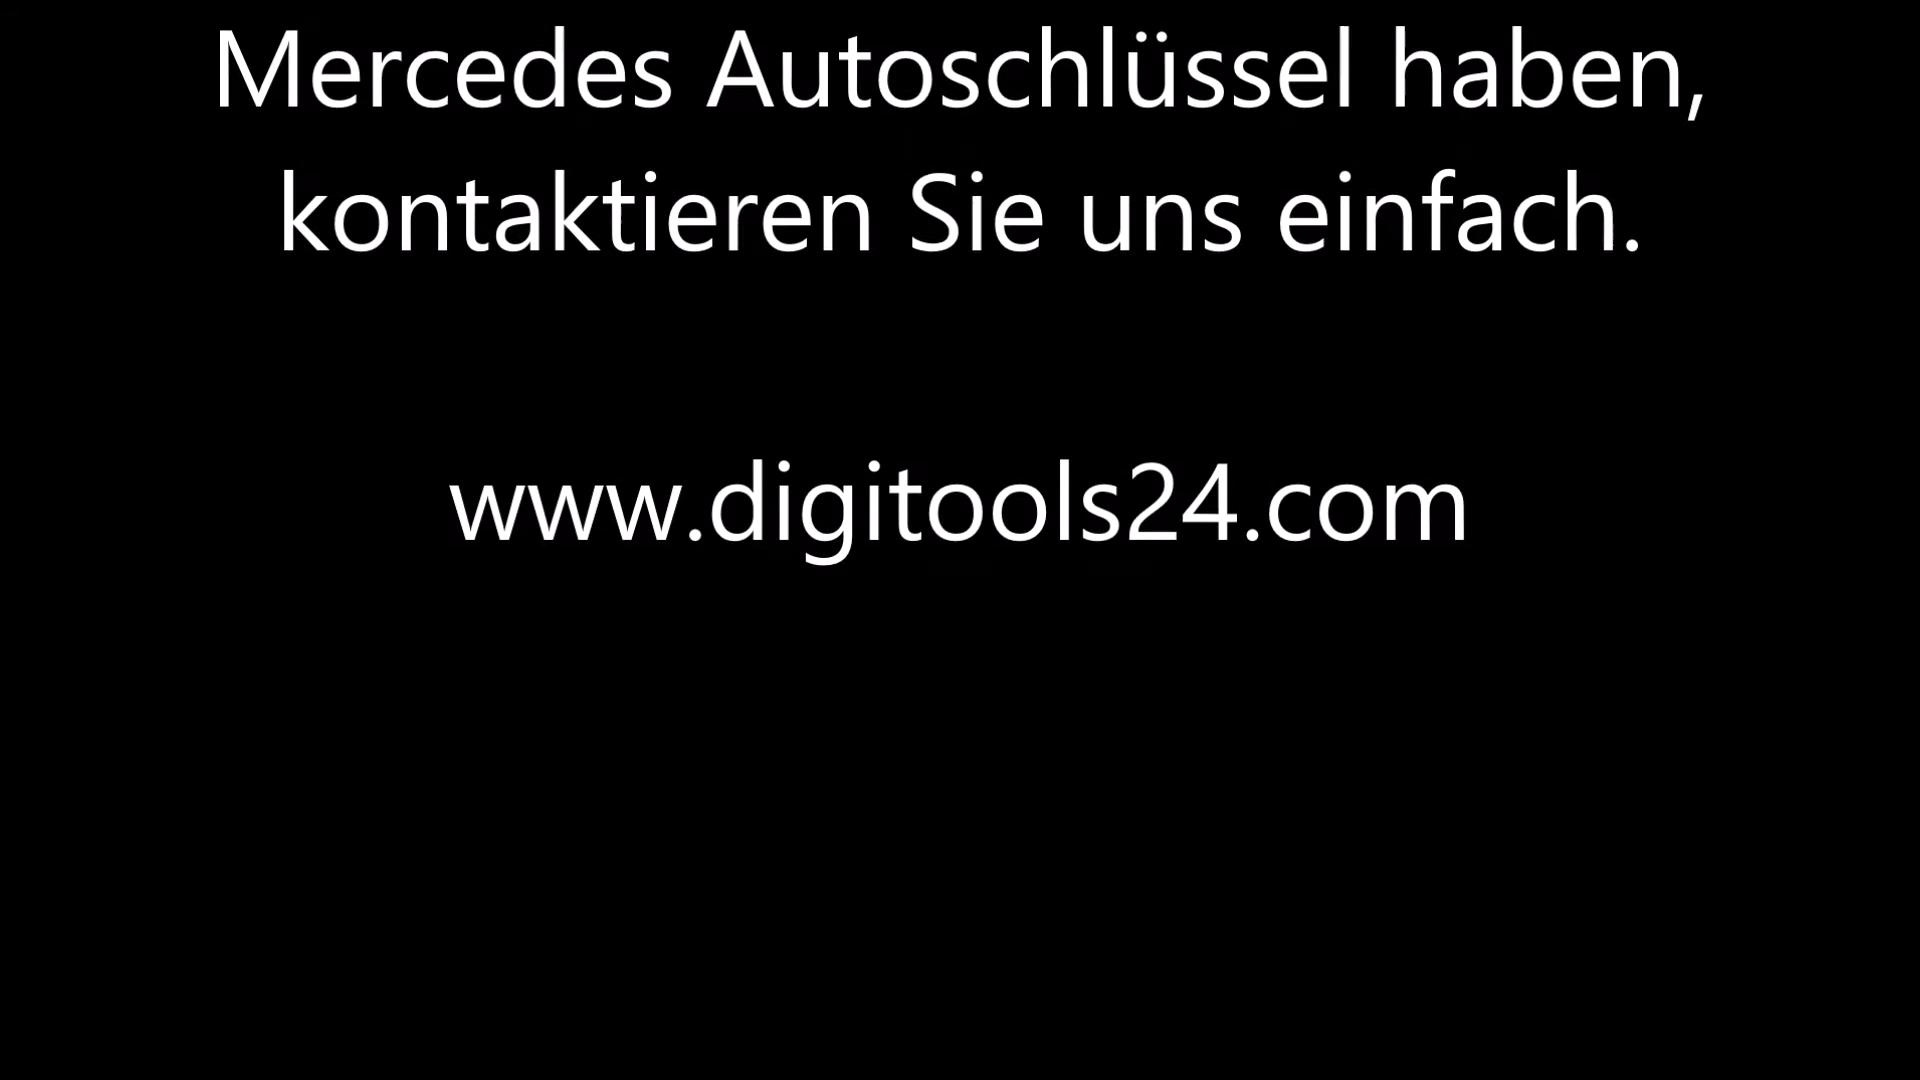 Mercedes Autoschlüssel haben,
kontaktieren Sie uns einfach.
www.digitools24.com